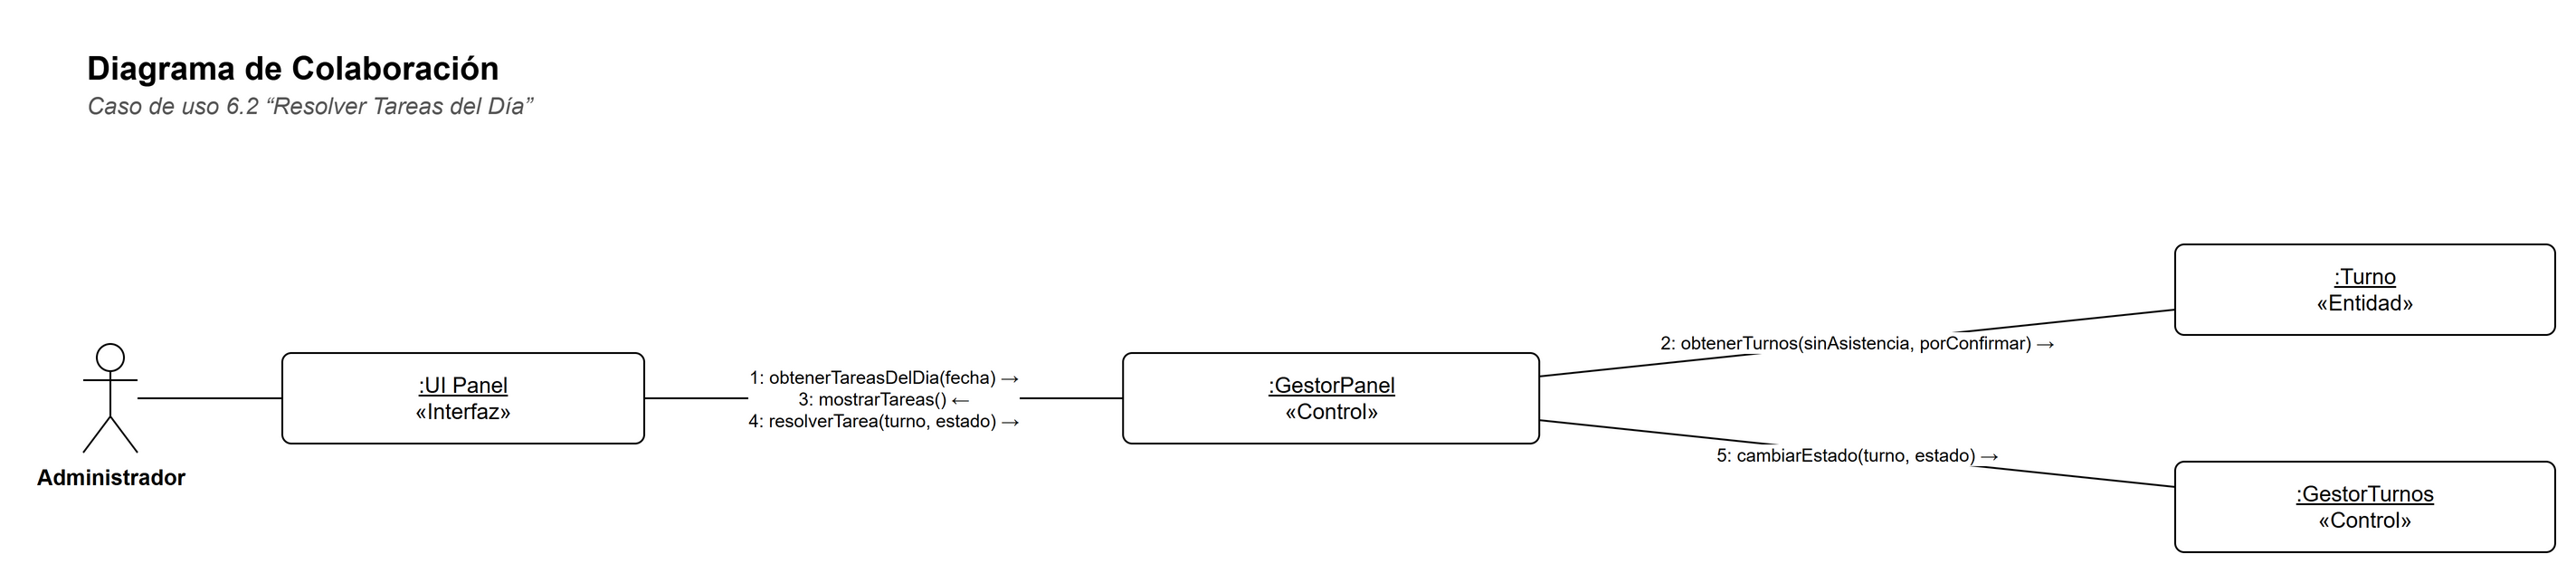 Diagrama de Colaboración
Caso de uso 6.2 “Resolver Tareas del Día”
Administrador
:UI Panel
«Interfaz»
1: obtenerTareasDelDia(fecha) →
3: mostrarTareas() ←
4: resolverTarea(turno, estado) →
:GestorPanel
«Control»
2: obtenerTurnos(sinAsistencia, porConfirmar) →
5: cambiarEstado(turno, estado) →
:Turno
«Entidad»
:GestorTurnos
«Control»